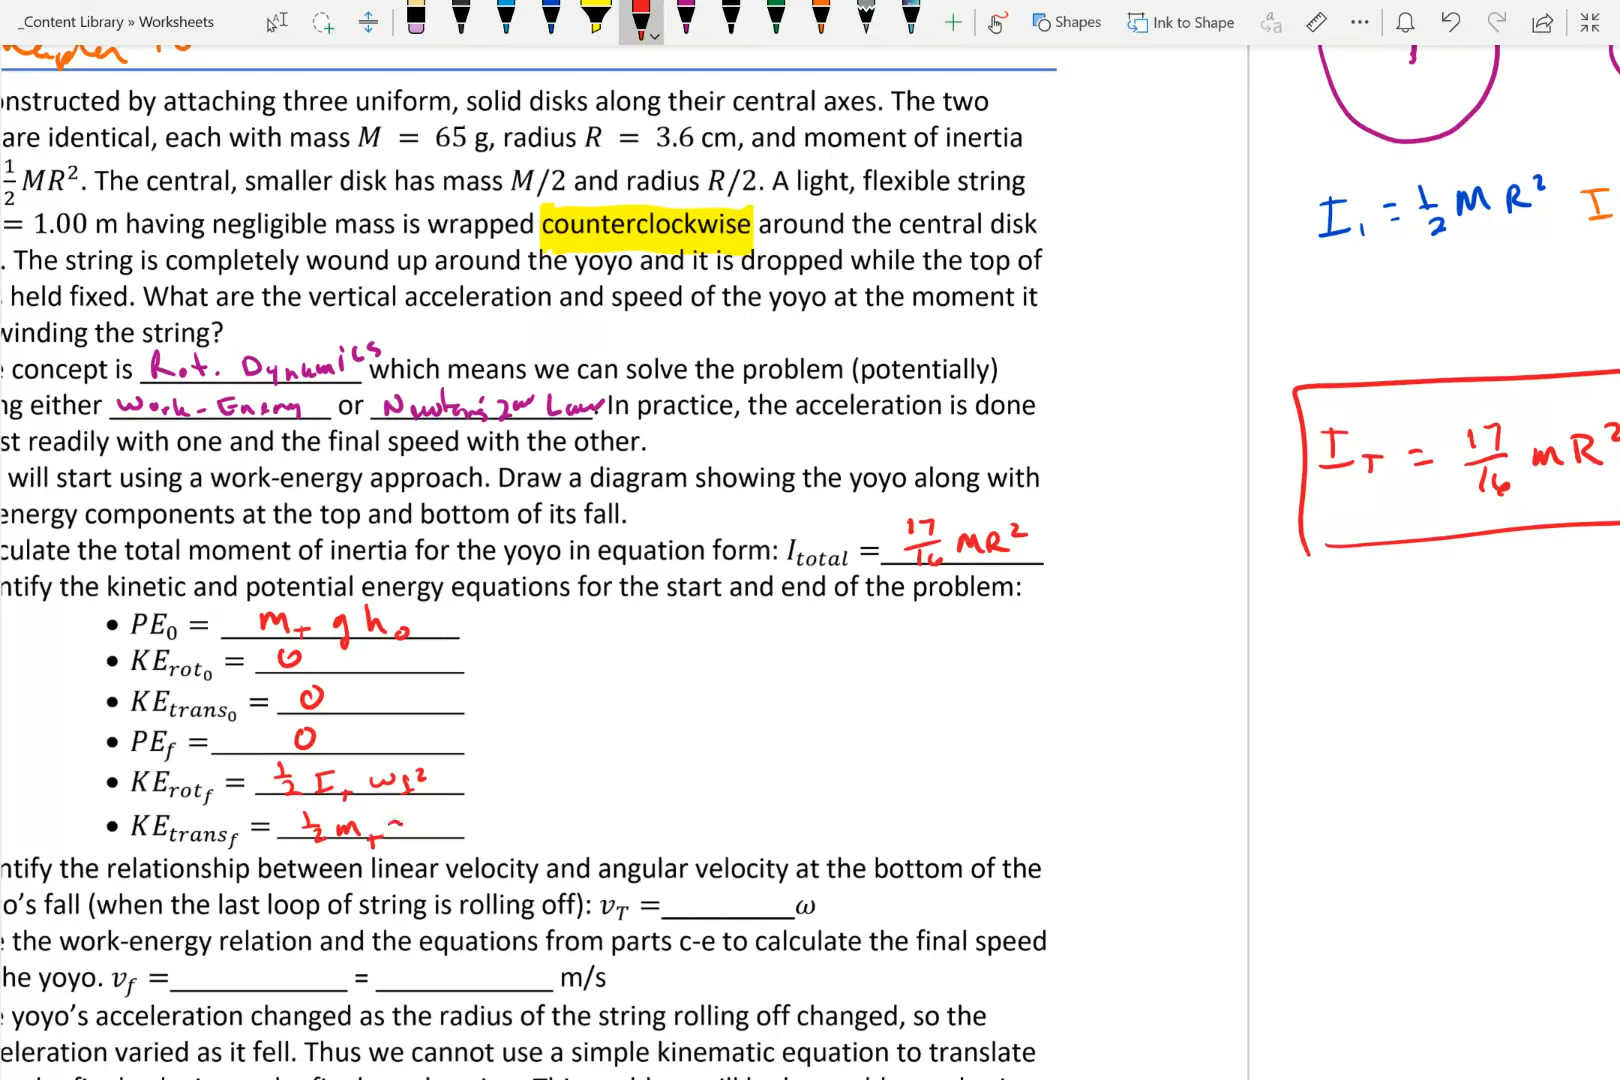 _Content Library » Worksheets
Shapes
Ink to Shape
onstructed by attaching three uniform, solid disks along their central axes. The two
are identical, each with mass M = 65 g, radius R = 3.6 cm, and moment of inertia
1/2 MR². The central, smaller disk has mass M/2 and radius R/2. A light, flexible string
= 1.00 m having negligible mass is wrapped counterclockwise around the central disk
. The string is completely wound up around the yoyo and it is dropped while the top of
held fixed. What are the vertical acceleration and speed of the yoyo at the moment it
winding the string?
concept is Rot. Dynamics which means we can solve the problem (potentially)
ng either Work-Energy or Newton's 2nd Law. In practice, the acceleration is done
st readily with one and the final speed with the other.
will start using a work-energy approach. Draw a diagram showing the yoyo along with
energy components at the top and bottom of its fall.
culate the total moment of inertia for the yoyo in equation form: I_total = 17/16 MR²
ntify the kinetic and potential energy equations for the start and end of the problem:
• PE₀ = m_T g h₀
• KE_rot₀ = 0
• KE_trans₀ = 0
• PE_f = 0
• KE_rot_f = 1/2 I_T ω_f²
• KE_trans_f = 1/2 m_T
ntify the relationship between linear velocity and angular velocity at the bottom of the
o's fall (when the last loop of string is rolling off): v_T = ________ω
the work-energy relation and the equations from parts c-e to calculate the final speed
he yoyo. v_f = ________ = ________ m/s
yoyo's acceleration changed as the radius of the string rolling off changed, so the
eleration varied as it fell. Thus we cannot use a simple kinematic equation to translate
I₁ = 1/2 MR² I
I_T = 17/16 mR²